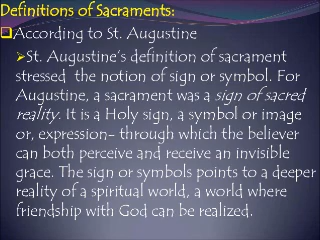 Definitions of Sacraments:
According to St. Augustine
St. Augustine's definition of sacrament
stressed the notion of sign or symbol. For
Augustine, a sacrament was a sign of sacred
reality. It is a Holy sign, a symbol or image
or, expression- through which the believer
can both perceive and receive an invisible
grace. The sign or symbols points to a deeper
reality of a spiritual world, a world where
friendship with God can be realized.